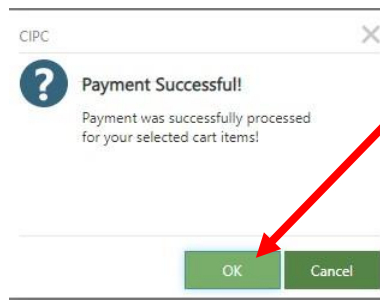 CIPC
Payment Successful!
Payment was successfully processed
for your selected cart items!
OK
Cancel